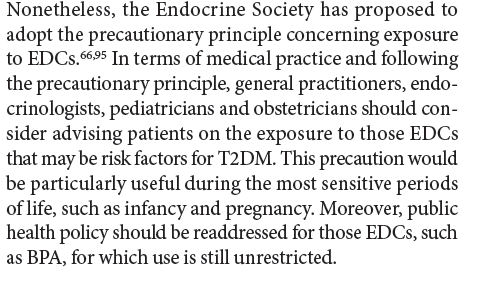 Nonetheless, the Endocrine Society has proposed to
adopt the precautionary principle concerning exposure
to EDCs.⁶⁶,⁹⁵ In terms of medical practice and following
the precautionary principle, general practitioners, endo-
crinologists, pediatricians and obstetricians should con-
sider advising patients on the exposure to those EDCs
that may be risk factors for T2DM. This precaution would
be particularly useful during the most sensitive periods
of life, such as infancy and pregnancy. Moreover, public
health policy should be readdressed for those EDCs, such
as BPA, for which use is still unrestricted.